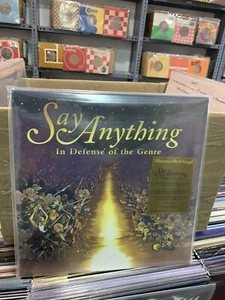 Say
Anything
In Defense of the Genre